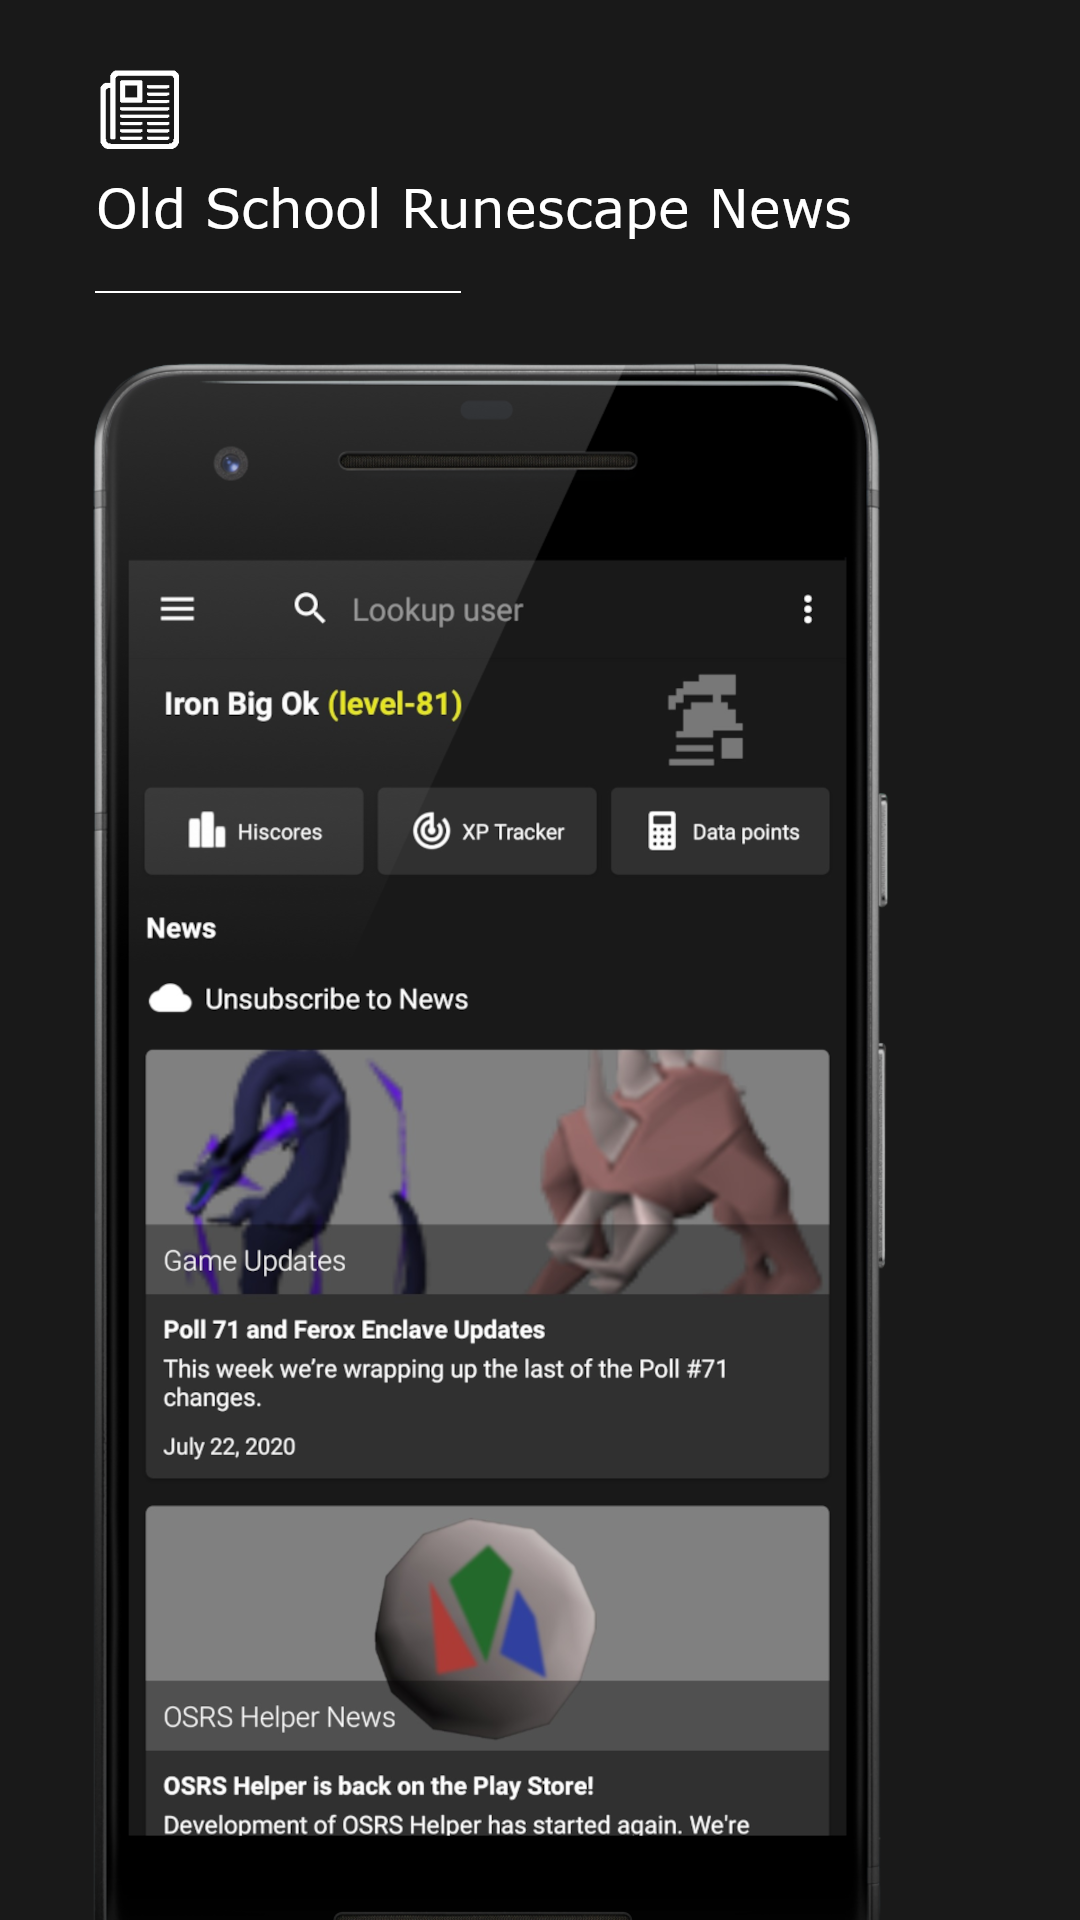 Old School Runescape News
Lookup user
Iron Big Ok (level-81)
Hiscores
XP Tracker
Data points
News
Unsubscribe to News
Game Updates
Poll 71 and Ferox Enclave Updates
This week we’re wrapping up the last of the Poll #71
changes.
July 22, 2020
OSRS Helper News
OSRS Helper is back on the Play Store!
Development of OSRS Helper has started again. We're